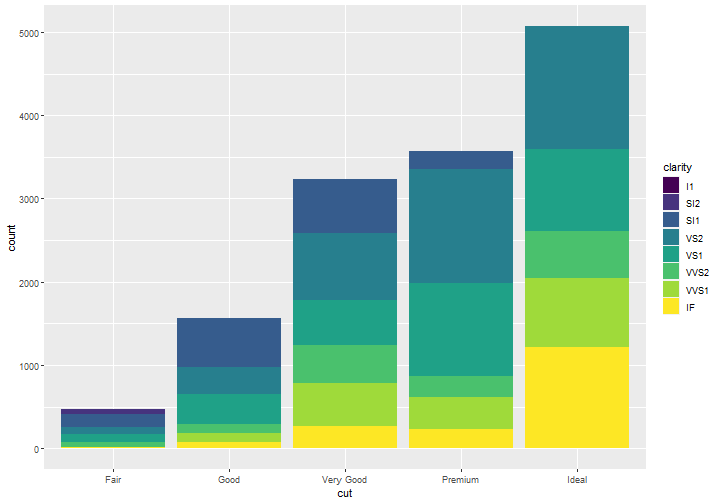 5000
4000
3000
2000
1000
0
count
Fair Good Very Good Premium Ideal
cut
clarity
I1
SI2
SI1
VS2
VS1
VVS2
VVS1
IF